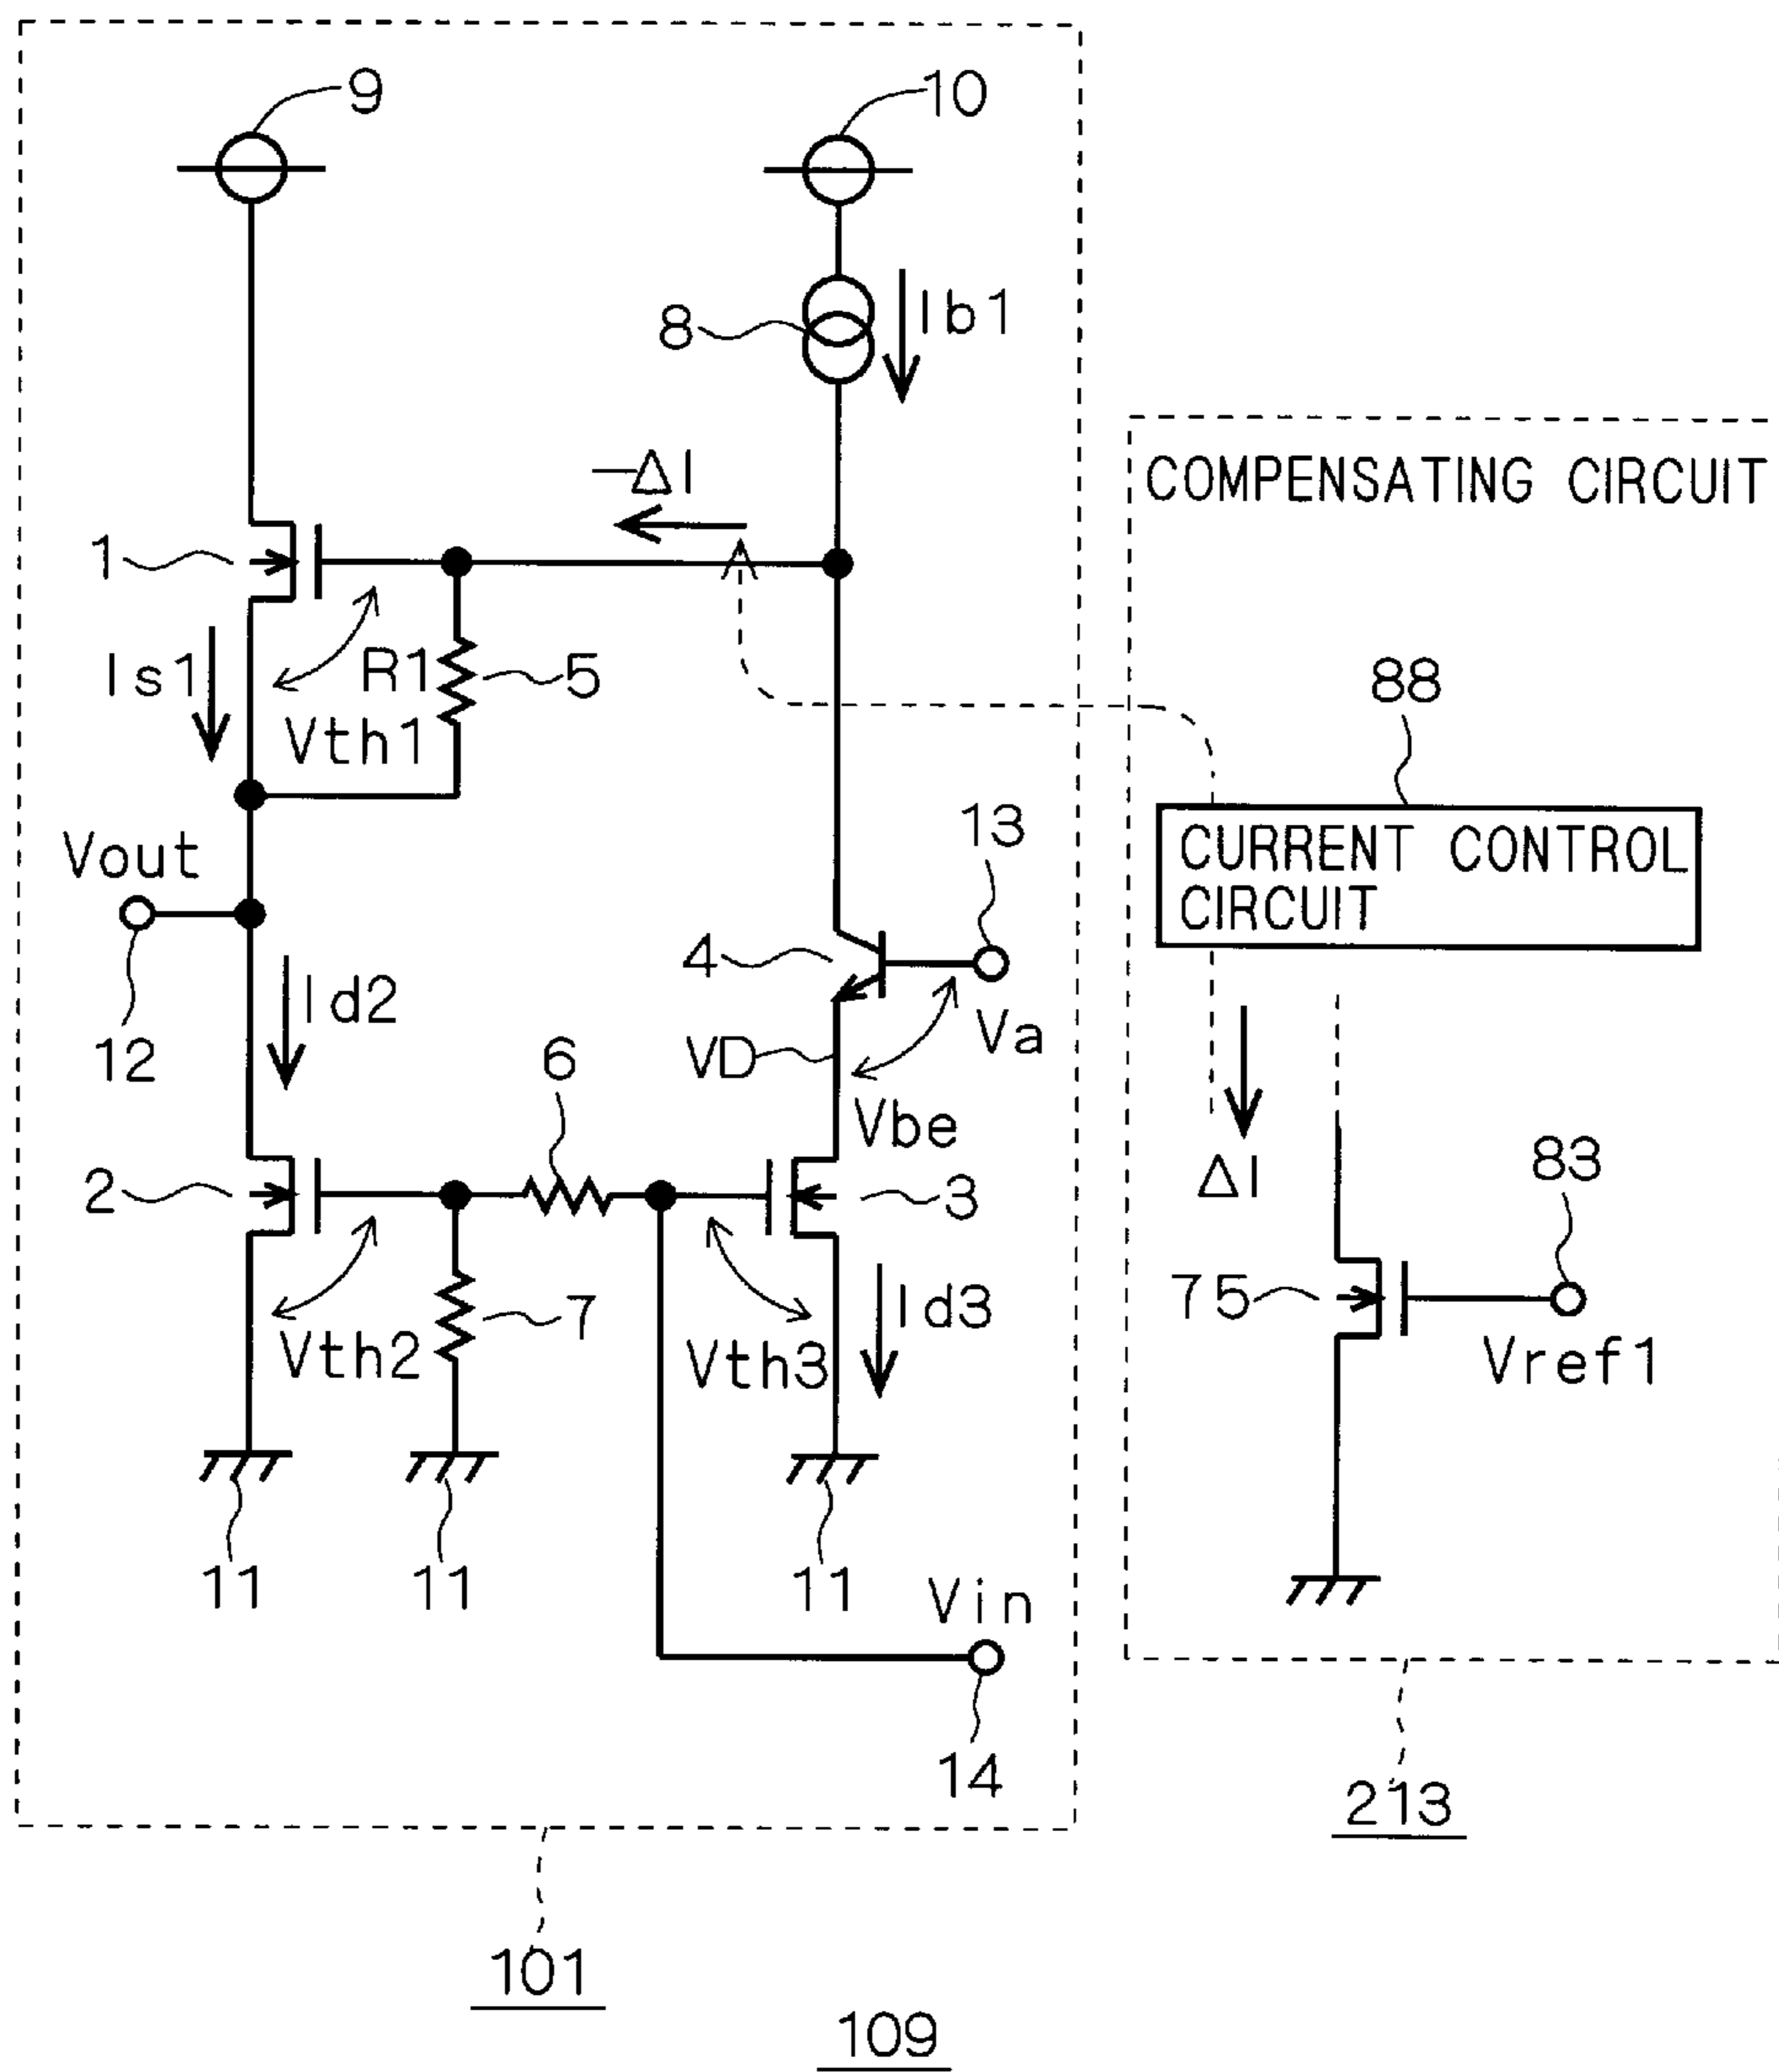 9
10
8
Ib1
−ΔI
COMPENSATING CIRCUIT
1
Is1
R1
5
Vth1
88
Vout
13
CURRENT CONTROL
CIRCUIT
4
Id2
12
6
VD
Va
Vbe
83
2
3
ΔI
7
Id3
75
Vth2
Vth3
Vref1
11
11
11
Vin
14
213
101
109